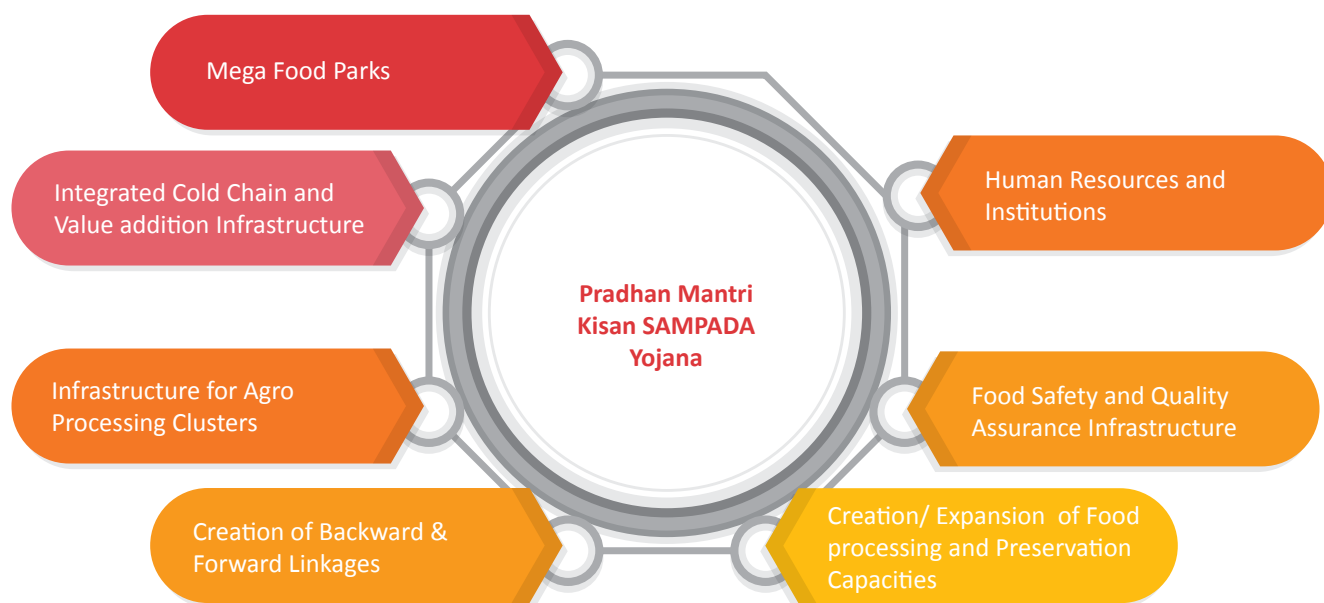 Mega Food Parks
Integrated Cold Chain and
Value addition Infrastructure
Infrastructure for Agro
Processing Clusters
Creation of Backward &
Forward Linkages
Pradhan Mantri
Kisan SAMPADA
Yojana
Human Resources and
Institutions
Food Safety and Quality
Assurance Infrastructure
Creation/ Expansion of Food
processing and Preservation
Capacities